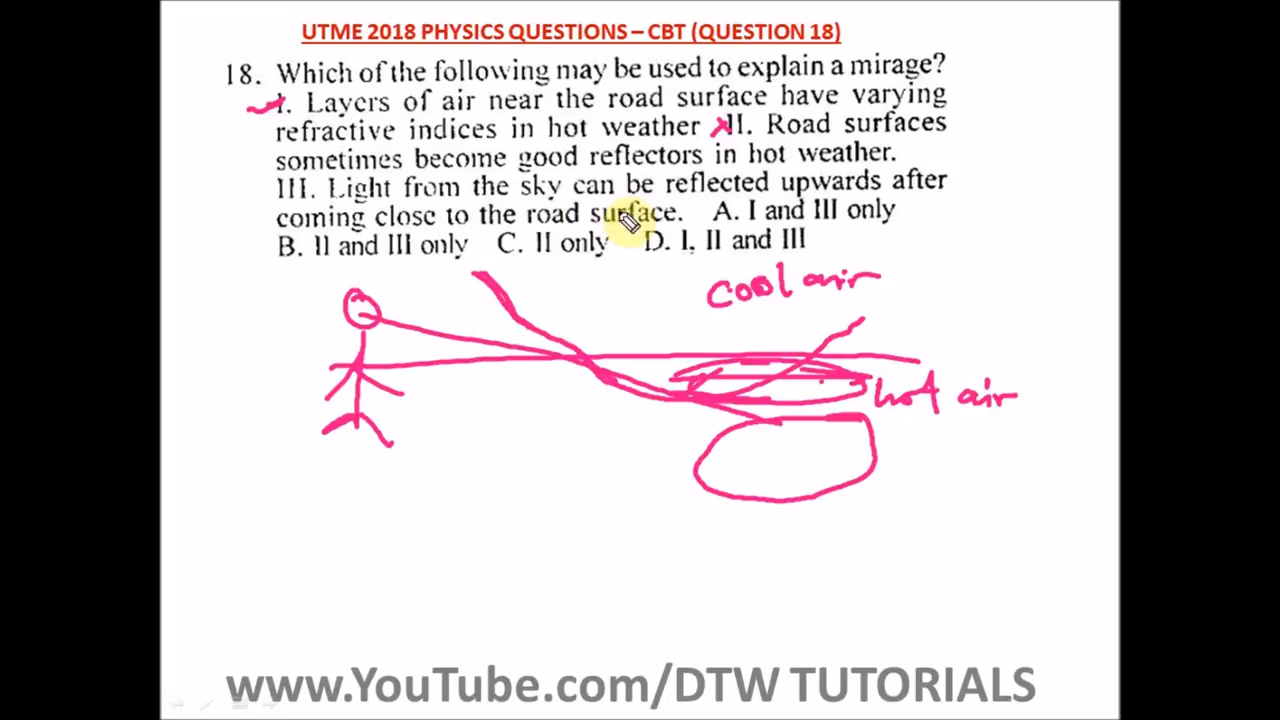 UTME 2018 PHYSICS QUESTIONS – CBT (QUESTION 18)
18. Which of the following may be used to explain a mirage?
I. Layers of air near the road surface have varying
refractive indices in hot weather II. Road surfaces
sometimes become good reflectors in hot weather.
III. Light from the sky can be reflected upwards after
coming close to the road surface. A. I and III only
B. II and III only C. II only D. I, II and III
cool air
hot air
www.YouTube.com/DTW TUTORIALS